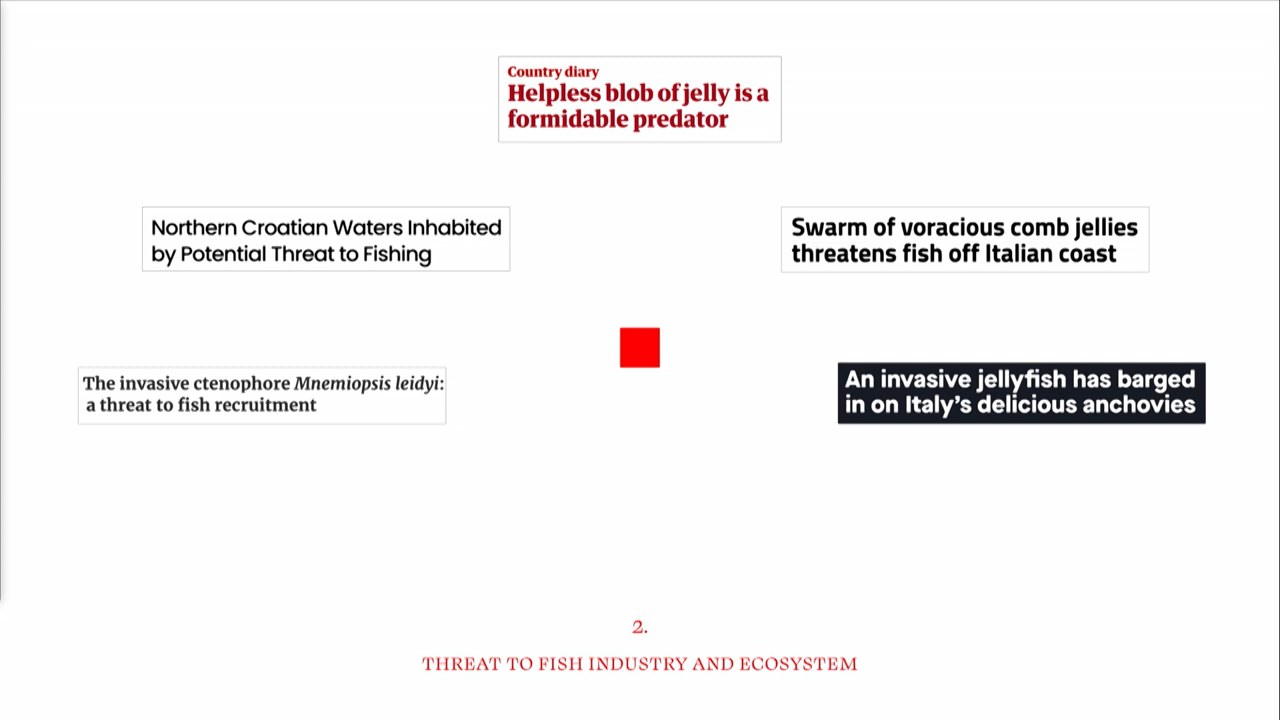 Country diary
Helpless blob of jelly is a
formidable predator
Northern Croatian Waters Inhabited
by Potential Threat to Fishing
Swarm of voracious comb jellies
threatens fish off Italian coast
The invasive ctenophore Mnemiopsis leidyi:
a threat to fish recruitment
An invasive jellyfish has barged
in on Italy’s delicious anchovies
2.
THREAT TO FISH INDUSTRY AND ECOSYSTEM